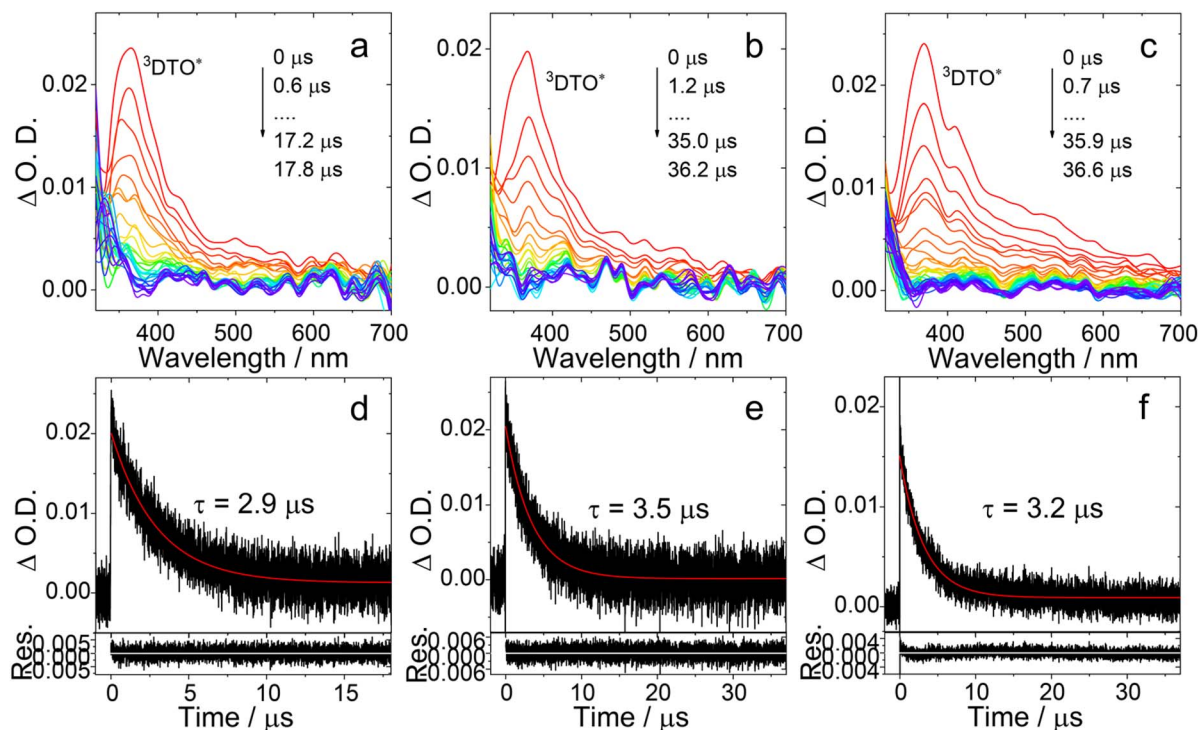 a
³DTO*
0 μs
0.6 μs
....
17.2 μs
17.8 μs
0.02
0.01
0.00
Δ O. D.
400 500 600 700
Wavelength / nm
b
³DTO*
0 μs
1.2 μs
....
35.0 μs
36.2 μs
0.02
0.01
0.00
Δ O. D.
400 500 600 700
Wavelength / nm
c
³DTO*
0 μs
0.7 μs
....
35.9 μs
36.6 μs
0.02
0.01
0.00
Δ O. D.
400 500 600 700
Wavelength / nm
d
τ = 2.9 μs
0.02
0.01
0.00
Δ O.D.
0.005
0.000
-0.005
Res.
0 5 10 15
Time / μs
e
τ = 3.5 μs
0.02
0.01
0.00
Δ O.D.
0.006
0.000
-0.006
Res.
0 10 20 30
Time / μs
f
τ = 3.2 μs
0.02
0.01
0.00
Δ O.D.
0.004
0.000
-0.004
Res.
0 10 20 30
Time / μs